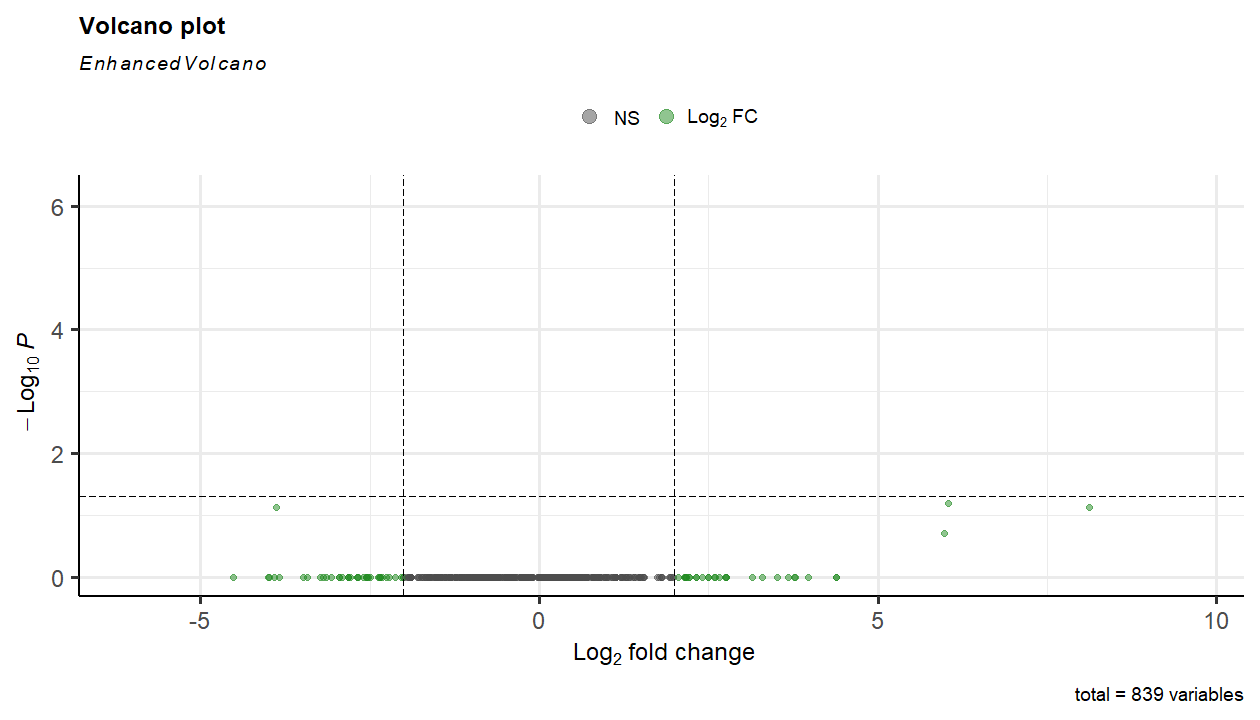 Volcano plot
EnhancedVolcano
NS Log2 FC
6
4
2
0
−Log10 P
-5 0 5 10
Log2 fold change
total = 839 variables